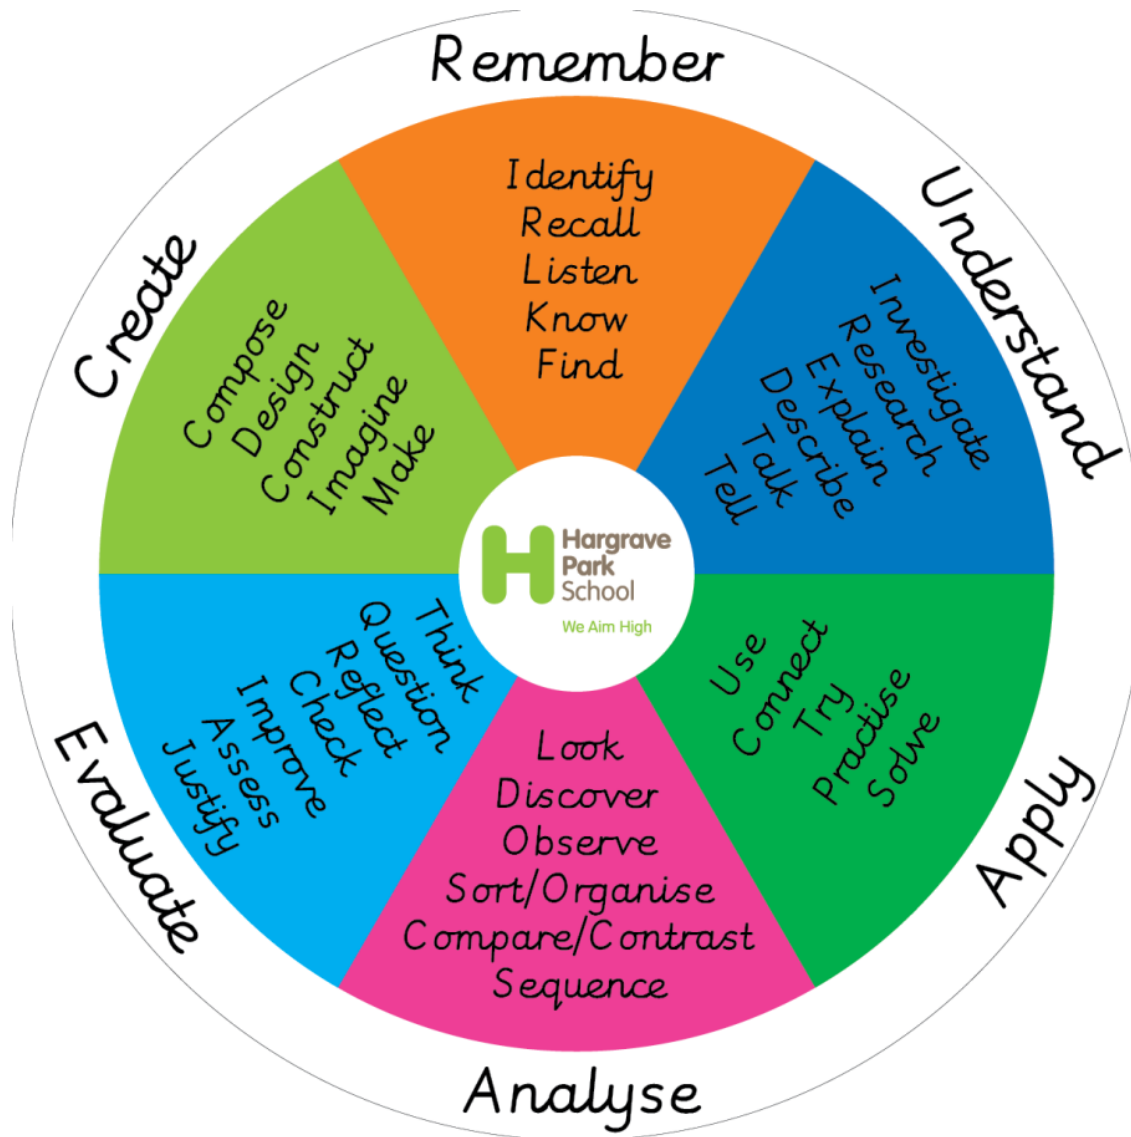 Remember
Identify
Recall
Listen
Know
Find
Understand
Investigate
Research
Explain
Describe
Talk
Tell
Apply
Use
Connect
Try
Practise
Solve
Analyse
Look
Discover
Observe
Sort/Organise
Compare/Contrast
Sequence
Evaluate
Think
Question
Reflect
Check
Improve
Assess
Justify
Create
Compose
Design
Construct
Imagine
Make
Hargrave
Park
School
We Aim High